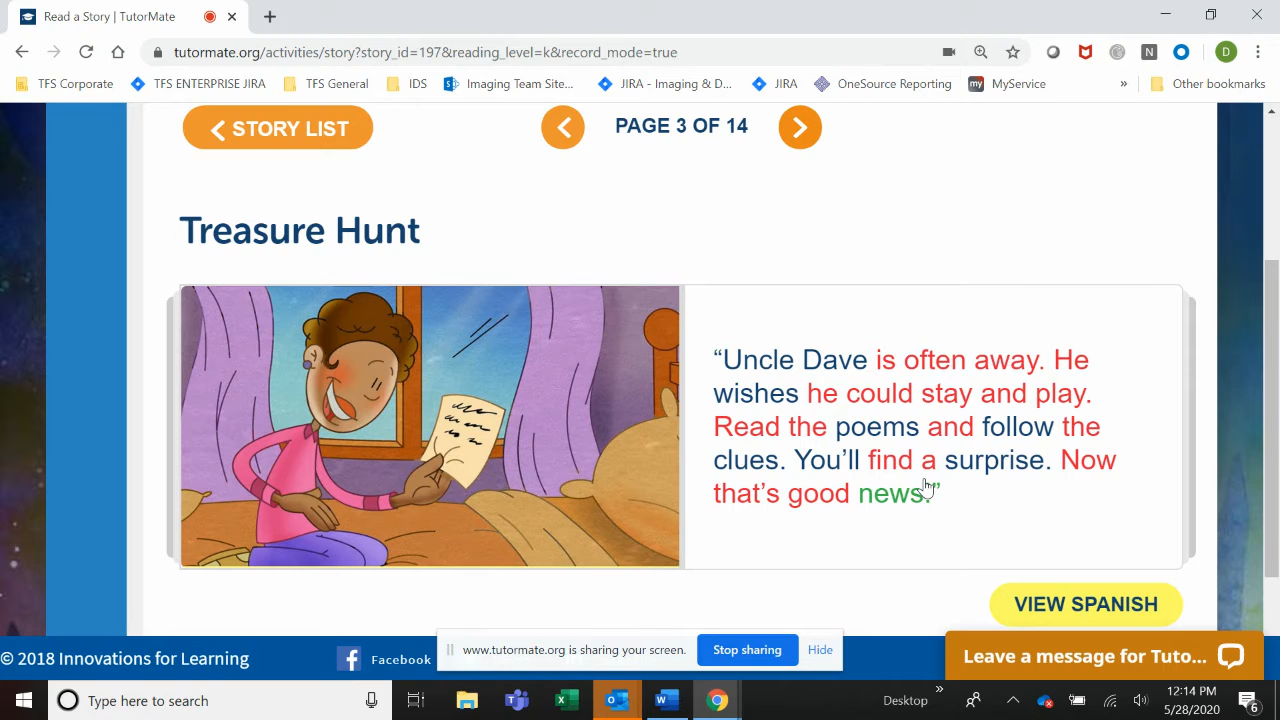 Read a Story | TutorMate
tutormate.org/activities/story?story_id=197&reading_level=k&record_mode=true
N
D
TFS Corporate
TFS ENTERPRISE JIRA
TFS General
IDS
Imaging Team Site...
JIRA - Imaging & D...
JIRA
OneSource Reporting
my
MyService
»
Other bookmarks
STORY LIST
PAGE 3 OF 14
Treasure Hunt
“Uncle Dave is often away. He
wishes he could stay and play.
Read the poems and follow the
clues. You’ll find a surprise. Now
that’s good news.”
VIEW SPANISH
© 2018 Innovations for Learning
Facebook
www.tutormate.org is sharing your screen.
Stop sharing
Hide
Leave a message for Tuto...
Type here to search
Desktop
»
12:14 PM
5/28/2020
6